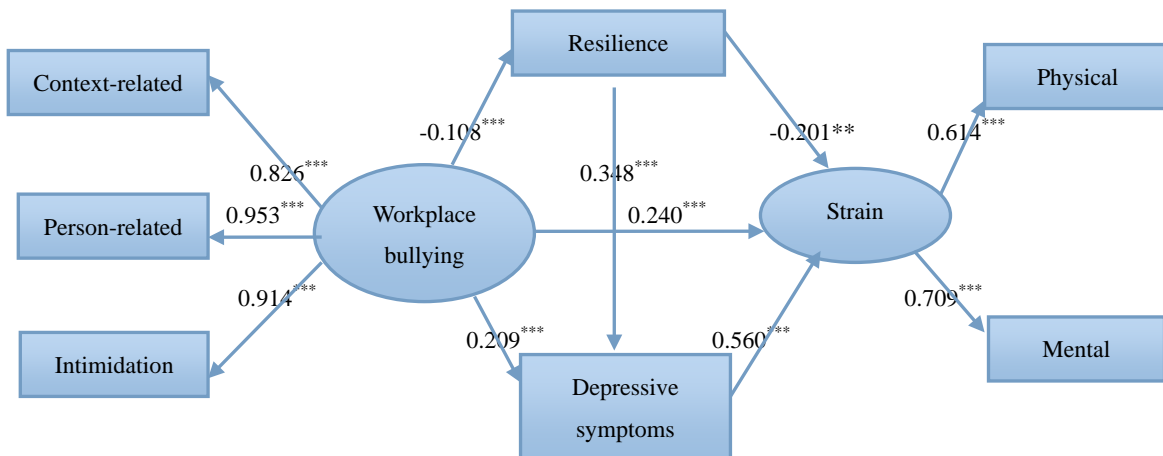 Resilience
Context-related
Physical
-0.108***
-0.201**
0.614***
0.826***
0.348***
Person-related
0.953***
Workplace
bullying
0.240***
Strain
0.914***
0.709***
Intimidation
0.209***
0.560***
Mental
Depressive
symptoms